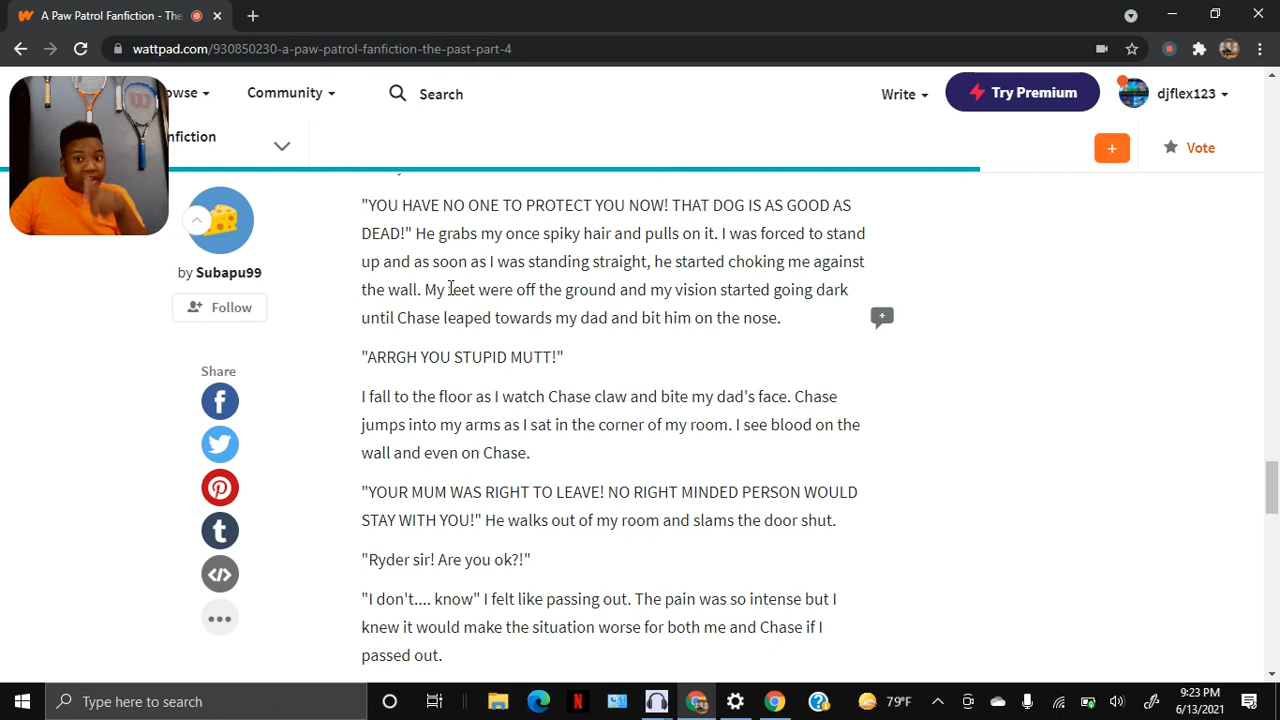 A Paw Patrol Fanfiction - The
wattpad.com/930850230-a-paw-patrol-fanfiction-the-past-part-4
owse
Community
Search
Write
Try Premium
djflex123
nfiction
+
Vote
"YOU HAVE NO ONE TO PROTECT YOU NOW! THAT DOG IS AS GOOD AS
DEAD!" He grabs my once spiky hair and pulls on it. I was forced to stand
up and as soon as I was standing straight, he started choking me against
the wall. My feet were off the ground and my vision started going dark
until Chase leaped towards my dad and bit him on the nose.
by Subapu99
Follow
"ARRGH YOU STUPID MUTT!"
Share
I fall to the floor as I watch Chase claw and bite my dad's face. Chase
jumps into my arms as I sat in the corner of my room. I see blood on the
wall and even on Chase.
"YOUR MUM WAS RIGHT TO LEAVE! NO RIGHT MINDED PERSON WOULD
STAY WITH YOU!" He walks out of my room and slams the door shut.
"Ryder sir! Are you ok?!"
"I don't.... know" I felt like passing out. The pain was so intense but I
knew it would make the situation worse for both me and Chase if I
passed out.
Type here to search
79°F
9:23 PM
6/13/2021